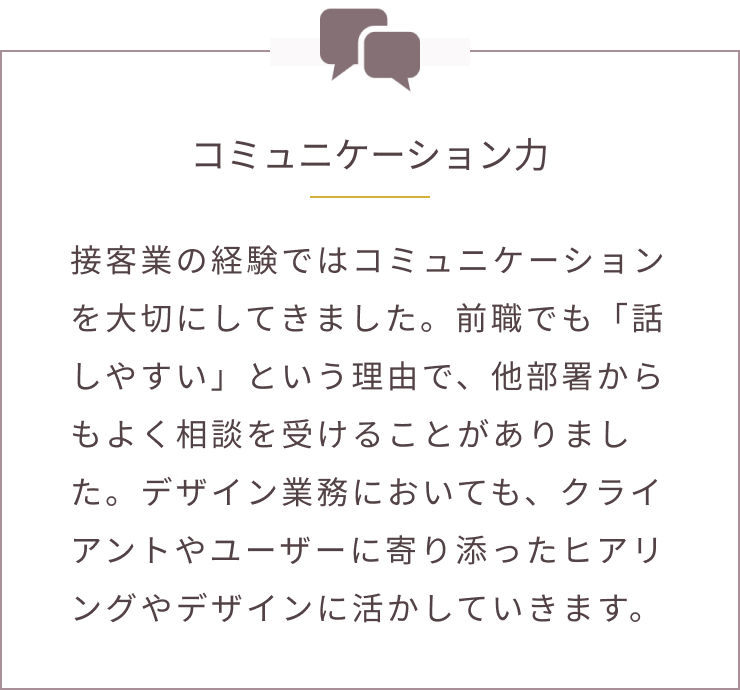 コミュニケーション力
接客業の経験ではコミュニケーション
を大切にしてきました。前職でも「話
しやすい」という理由で、他部署から
もよく相談を受けることがありまし
た。デザイン業務においても、クライ
アントやユーザーに寄り添ったヒアリ
ングやデザインに活かしていきます。